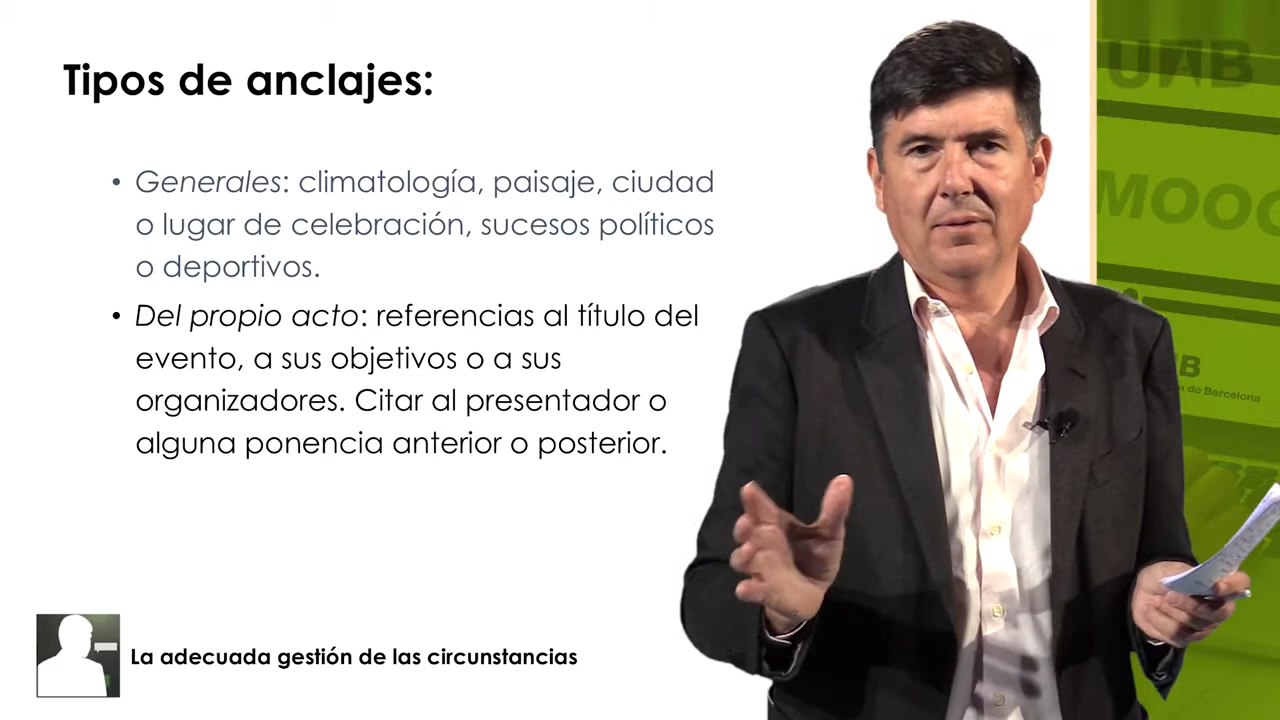 Tipos de anclajes:
• Generales: climatología, paisaje, ciudad
o lugar de celebración, sucesos políticos
o deportivos.
• Del propio acto: referencias al título del
evento, a sus objetivos o a sus
organizadores. Citar al presentador o
alguna ponencia anterior o posterior.
La adecuada gestión de las circunstancias
UAB
MOOC
B
a de Barcelona